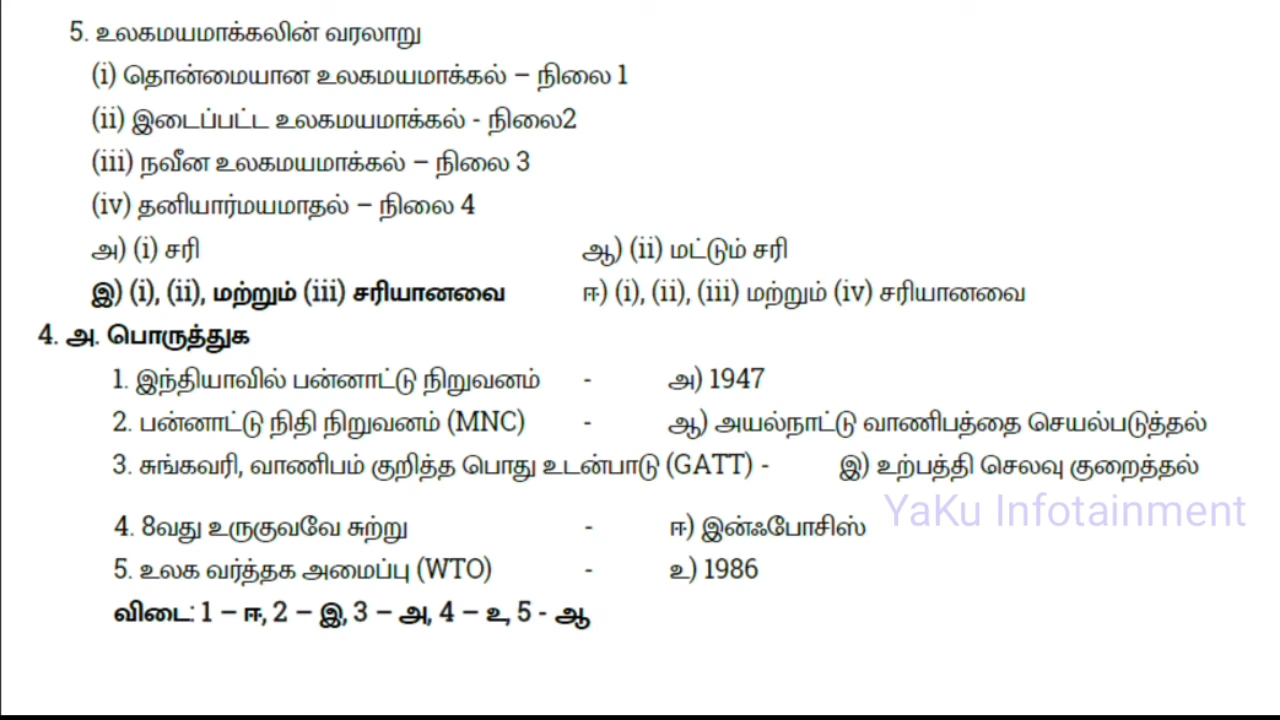 5. உலகமயமாக்கலின் வரலாறு
(i) தொன்மையான உலகமயமாக்கல் – நிலை 1
(ii) இடைப்பட்ட உலகமயமாக்கல் - நிலை2
(iii) நவீன உலகமயமாக்கல் – நிலை 3
(iv) தனியார்மயமாதல் – நிலை 4
அ) (i) சரி ஆ) (ii) மட்டும் சரி
இ) (i), (ii), மற்றும் (iii) சரியானவை ஈ) (i), (ii), (iii) மற்றும் (iv) சரியானவை
4. அ. பொருத்துக
1. இந்தியாவில் பன்னாட்டு நிறுவனம் - அ) 1947
2. பன்னாட்டு நிதி நிறுவனம் (MNC) - ஆ) அயல்நாட்டு வாணிபத்தை செயல்படுத்தல்
3. சுங்கவரி, வாணிபம் குறித்த பொது உடன்பாடு (GATT) - இ) உற்பத்தி செலவு குறைத்தல்
YaKu Infotainment
4. 8வது உருகுவவே சுற்று - ஈ) இன்ஃபோசிஸ்
5. உலக வர்த்தக அமைப்பு (WTO) - உ) 1986
விடை: 1 – ஈ, 2 – இ, 3 – அ, 4 – உ, 5 - ஆ